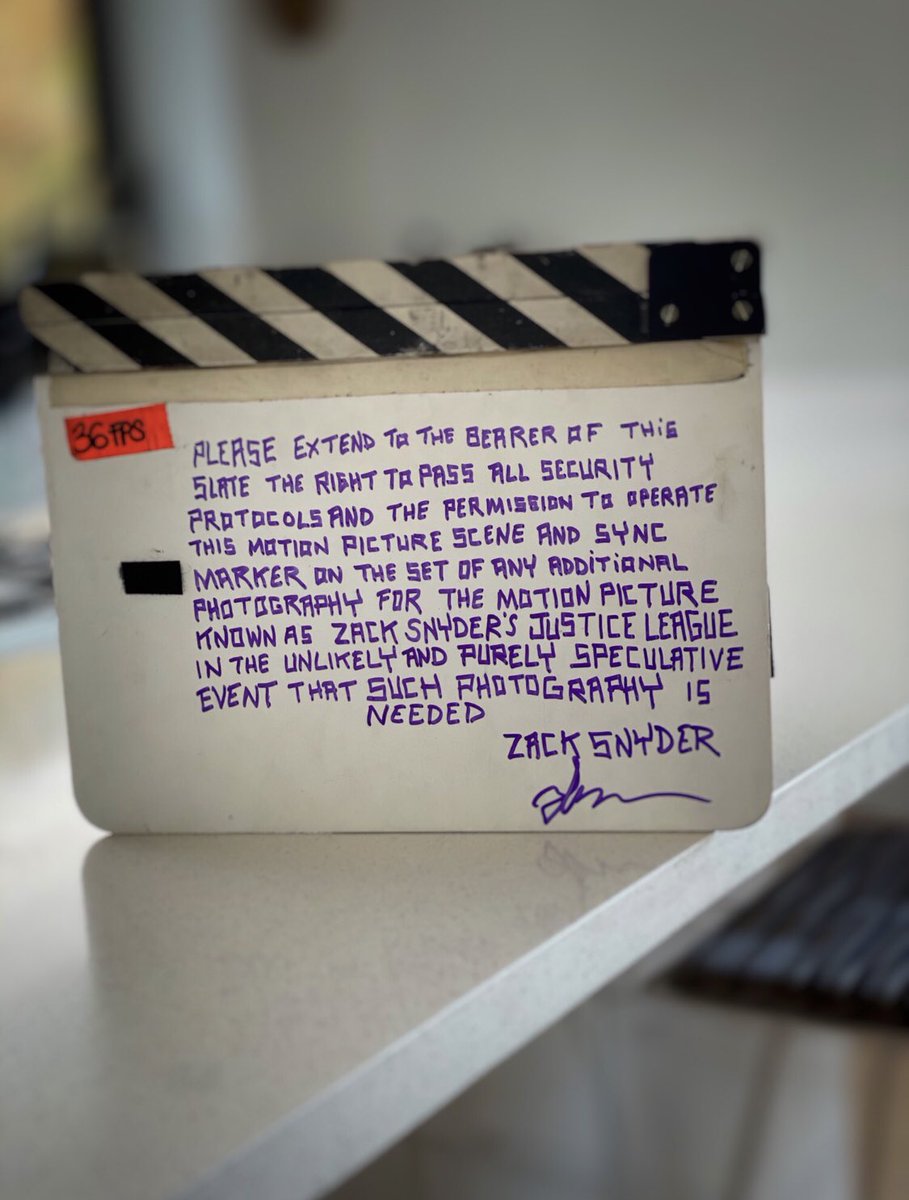 36 FPS
PLEASE EXTEND TO THE BEARER OF THIS
SLATE THE RIGHT TO PASS ALL SECURITY
PROTOCOLS AND THE PERMISSION TO OPERATE
THIS MOTION PICTURE SCENE AND SYNC
MARKER ON THE SET OF ANY ADDITIONAL
PHOTOGRAPHY FOR THE MOTION PICTURE
KNOWN AS ZACK SNYDER'S JUSTICE LEAGUE
IN THE UNLIKELY AND PURELY SPECULATIVE
EVENT THAT SUCH PHOTOGRAPHY IS
NEEDED
ZACK SNYDER